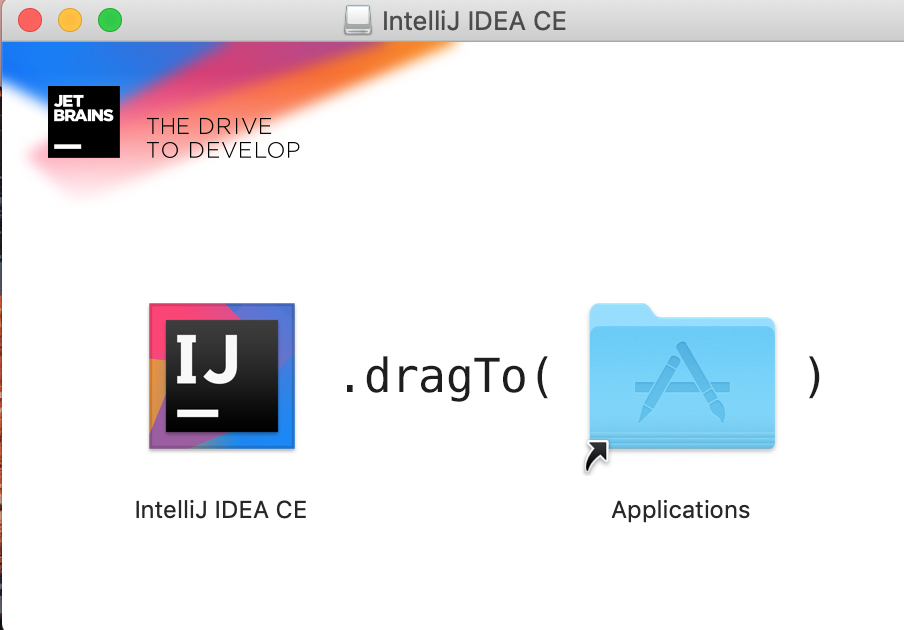 IntelliJ IDEA CE
JET
BRAINS
THE DRIVE
TO DEVELOP
IJ
.dragTo( )
IntelliJ IDEA CE
Applications